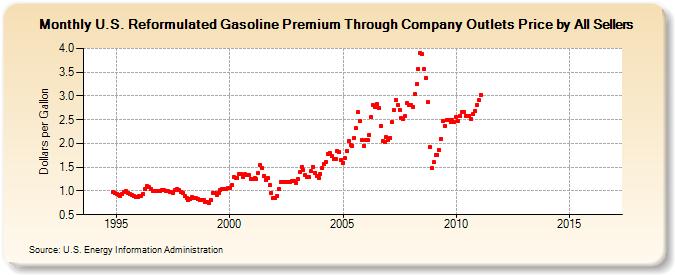 Monthly U.S. Reformulated Gasoline Premium Through Company Outlets Price by All Sellers
Dollars per Gallon
4.0
3.5
3.0
2.5
2.0
1.5
1.0
0.5
1995 2000 2005 2010 2015
Source: U.S. Energy Information Administration